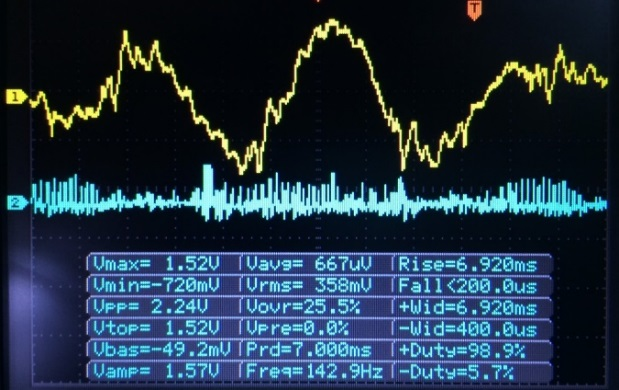 T
1
2
Vmax= 1.52V Vavg= 667uV Rise=6.920ms
Vmin=-720mV Vrms= 358mV Fall<200.0us
Vpp= 2.24V Vovr=25.5% +Wid=6.920ms
Vtop= 1.52V Vpre=0.0% -Wid=400.0us
Vbas=-49.2mV Prd=7.000ms +Duty=98.9%
Vamp= 1.57V Freq=142.9Hz -Duty=5.7%